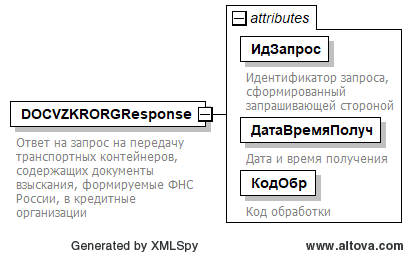 attributes
ИдЗапрос
Идентификатор запроса,
сформированный
запрашивающей стороной
DOCVZKRORGResponse
Ответ на запрос на передачу
транспортных контейнеров,
содержащих документы
взыскания, формируемые ФНС
России, в кредитные
организации
ДатаВремяПолуч
Дата и время получения
КодОбр
Код обработки
Generated by XMLSpy
www.altova.com